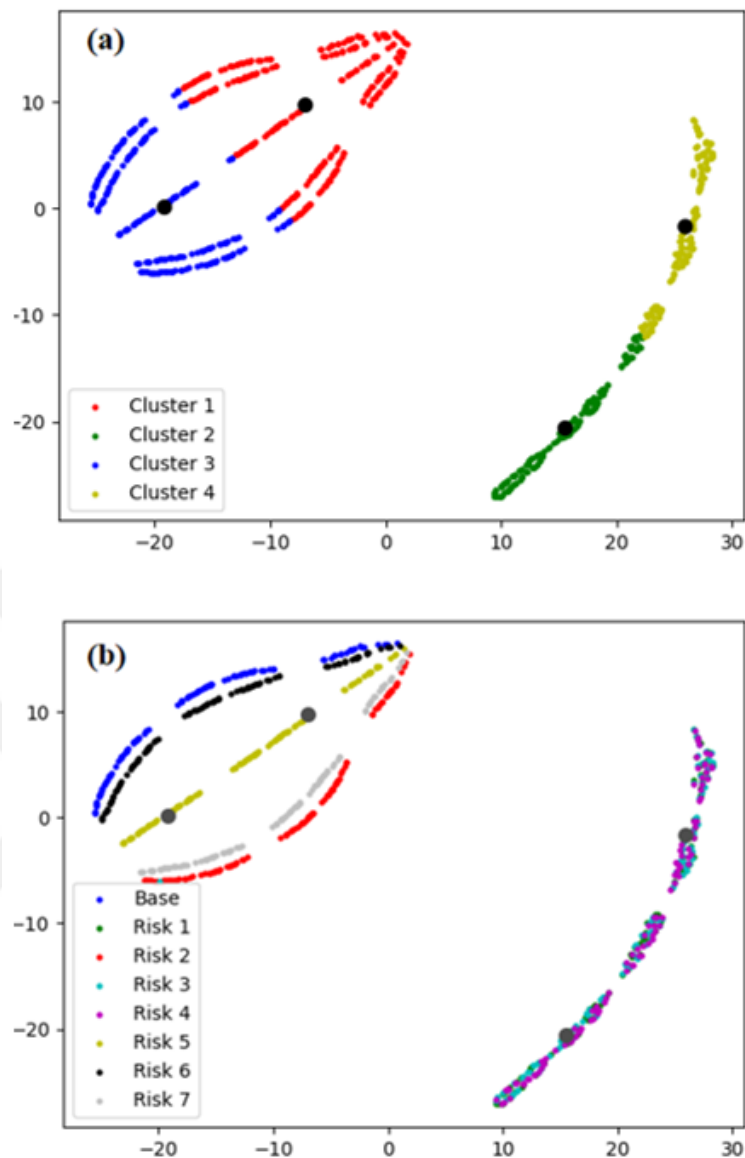 (a)
10
0
-10
-20
Cluster 1
Cluster 2
Cluster 3
Cluster 4
−20 −10 0 10 20 30
(b)
10
0
−10
−20
Base
Risk 1
Risk 2
Risk 3
Risk 4
Risk 5
Risk 6
Risk 7
−20 −10 0 10 20 30